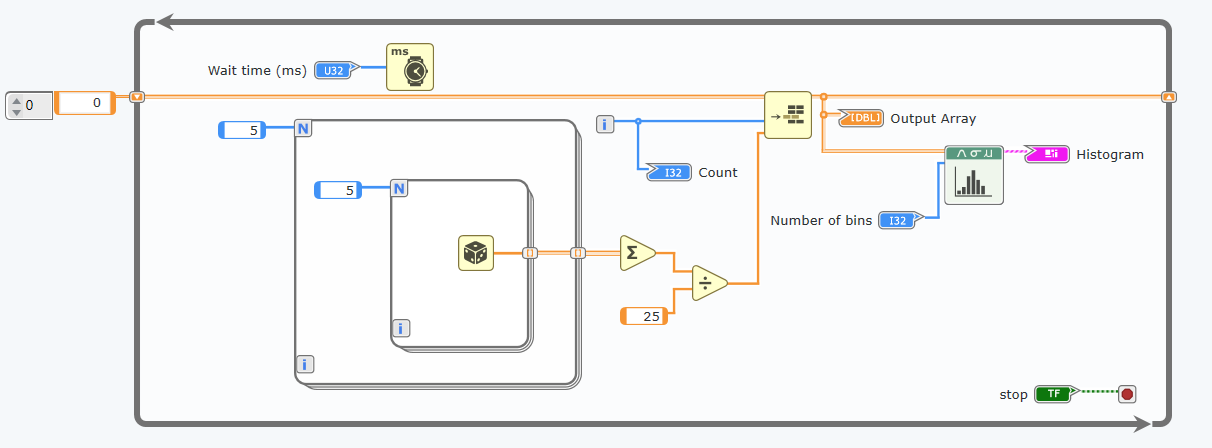 ms
Wait time (ms) U32
0 0
5 N
i
[DBL] Output Array
5 N
I32 Count
Λ σ μ
Histogram
Number of bins I32
Σ
÷
25
i
i
stop TF